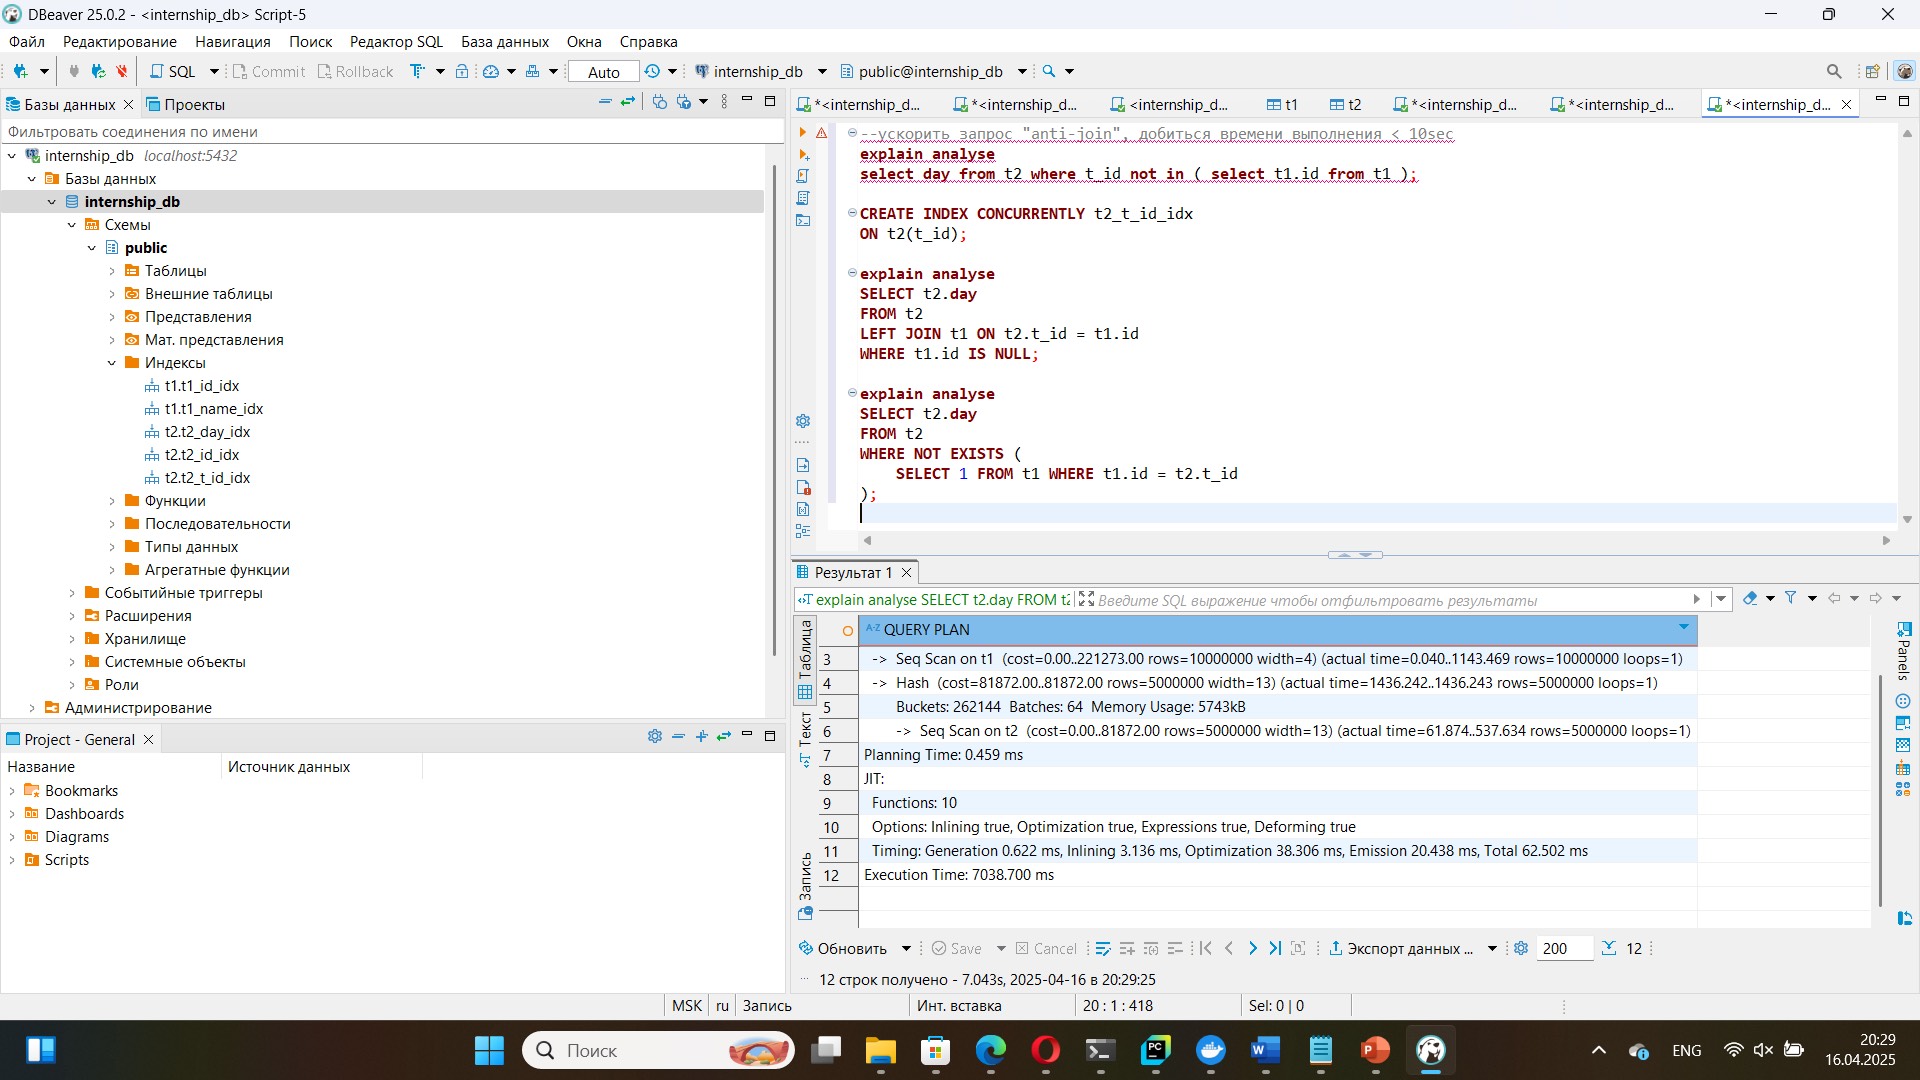 DBeaver 25.0.2 - <internship_db> Script-5
Файл Редактирование Навигация Поиск Редактор SQL База данных Окна Справка
SQL Commit Rollback Auto internship_db public@internship_db
Базы данных Проекты
Фильтровать соединения по имени
internship_db localhost:5432
Базы данных
internship_db
Схемы
public
Таблицы
Внешние таблицы
Представления
Мат. представления
Индексы
t1.t1_id_idx
t1.t1_name_idx
t2.t2_day_idx
t2.t2_id_idx
t2.t2_t_id_idx
Функции
Последовательности
Типы данных
Агрегатные функции
Событийные триггеры
Расширения
Хранилище
Системные объекты
Роли
Администрирование
Project - General
Название Источник данных
Bookmarks
Dashboards
Diagrams
Scripts
*<internship_d... *<internship_d... <internship_d... t1 t2 *<internship_d... *<internship_d... *<internship_d...
--ускорить запрос "anti-join", добиться времени выполнения < 10sec
explain analyse
select day from t2 where t_id not in ( select t1.id from t1 );
CREATE INDEX CONCURRENTLY t2_t_id_idx
ON t2(t_id);
explain analyse
SELECT t2.day
FROM t2
LEFT JOIN t1 ON t2.t_id = t1.id
WHERE t1.id IS NULL;
explain analyse
SELECT t2.day
FROM t2
WHERE NOT EXISTS (
SELECT 1 FROM t1 WHERE t1.id = t2.t_id
);
Результат 1
explain analyse SELECT t2.day FROM t2 Введите SQL выражение чтобы отфильтровать результаты
Таблица
Текст
Запись
A-Z QUERY PLAN
3 -> Seq Scan on t1 (cost=0.00..221273.00 rows=10000000 width=4) (actual time=0.040..1143.469 rows=10000000 loops=1)
4 -> Hash (cost=81872.00..81872.00 rows=5000000 width=13) (actual time=1436.242..1436.243 rows=5000000 loops=1)
5 Buckets: 262144 Batches: 64 Memory Usage: 5743kB
6 -> Seq Scan on t2 (cost=0.00..81872.00 rows=5000000 width=13) (actual time=61.874..537.634 rows=5000000 loops=1)
7 Planning Time: 0.459 ms
8 JIT:
9 Functions: 10
10 Options: Inlining true, Optimization true, Expressions true, Deforming true
11 Timing: Generation 0.622 ms, Inlining 3.136 ms, Optimization 38.306 ms, Emission 20.438 ms, Total 62.502 ms
12 Execution Time: 7038.700 ms
Panels
Обновить Save Cancel Экспорт данных ... 200 12
12 строк получено - 7.043s, 2025-04-16 в 20:29:25
MSK ru Запись Инт. вставка 20 : 1 : 418 Sel: 0 | 0
Поиск
ENG
20:29
16.04.2025